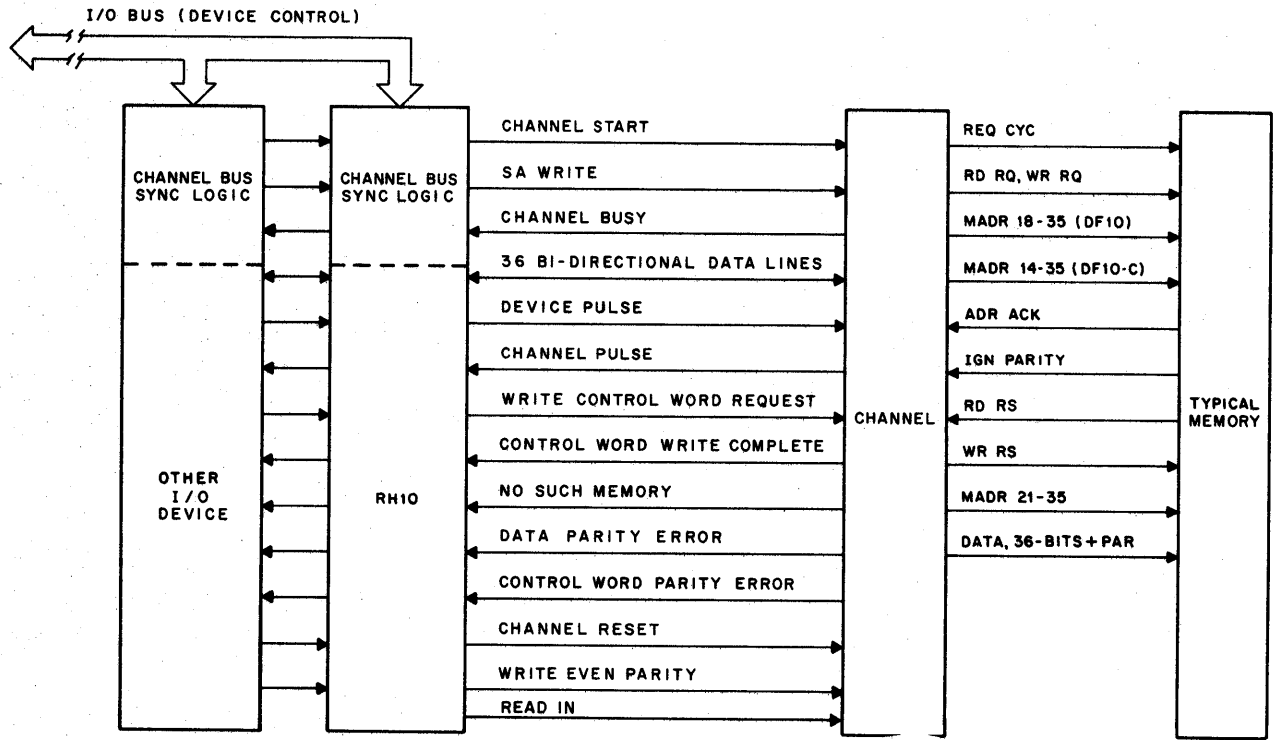 I/O BUS (DEVICE CONTROL)
CHANNEL BUS
SYNC LOGIC
OTHER
I/O
DEVICE
CHANNEL BUS
SYNC LOGIC
RH10
CHANNEL START
SA WRITE
CHANNEL BUSY
36 BI-DIRECTIONAL DATA LINES
DEVICE PULSE
CHANNEL PULSE
WRITE CONTROL WORD REQUEST
CONTROL WORD WRITE COMPLETE
NO SUCH MEMORY
DATA PARITY ERROR
CONTROL WORD PARITY ERROR
CHANNEL RESET
WRITE EVEN PARITY
READ IN
CHANNEL
REQ CYC
RD RQ, WR RQ
MADR 18-35 (DF10)
MADR 14-35 (DF10-C)
ADR ACK
IGN PARITY
RD RS
WR RS
MADR 21-35
DATA, 36-BITS+PAR
TYPICAL
MEMORY